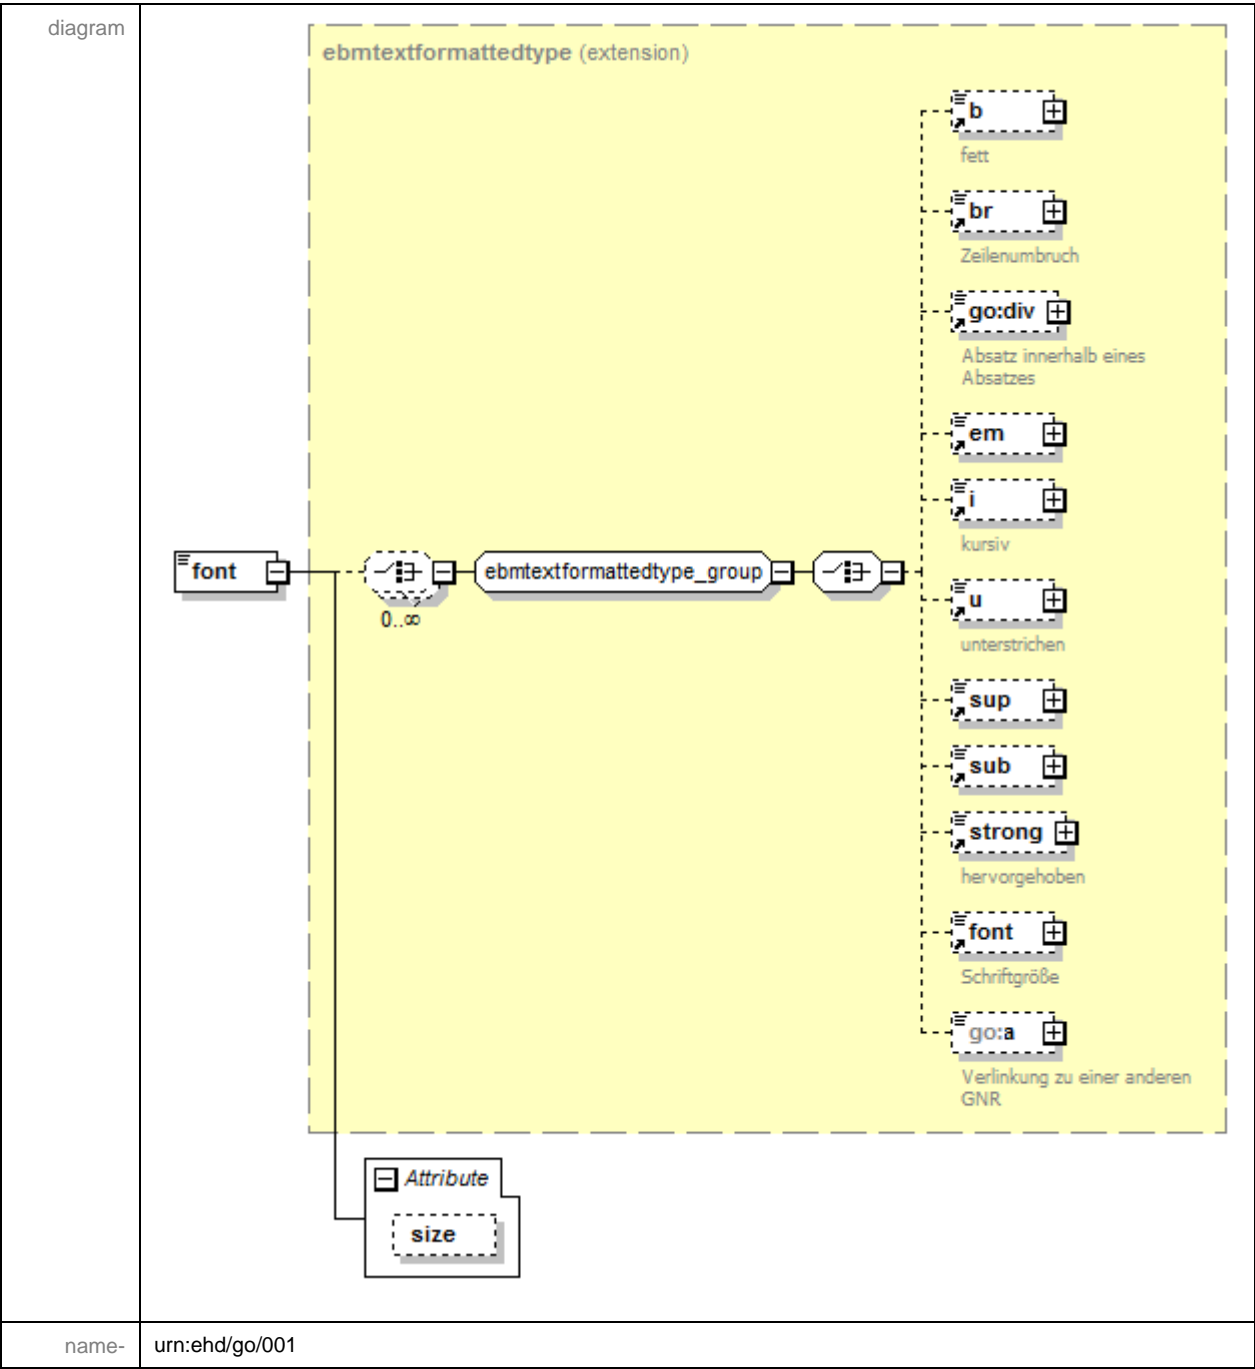 diagram
ebmtextformattedtype (extension)
b
fett
br
Zeilenumbruch
go:div
Absatz innerhalb eines
Absatzes
em
i
kursiv
font
0..∞
ebmtextformattedtype_group
u
unterstrichen
sup
sub
strong
hervorgehoben
font
Schriftgröße
go:a
Verlinkung zu einer anderen
GNR
Attribute
size
name-
urn:ehd/go/001